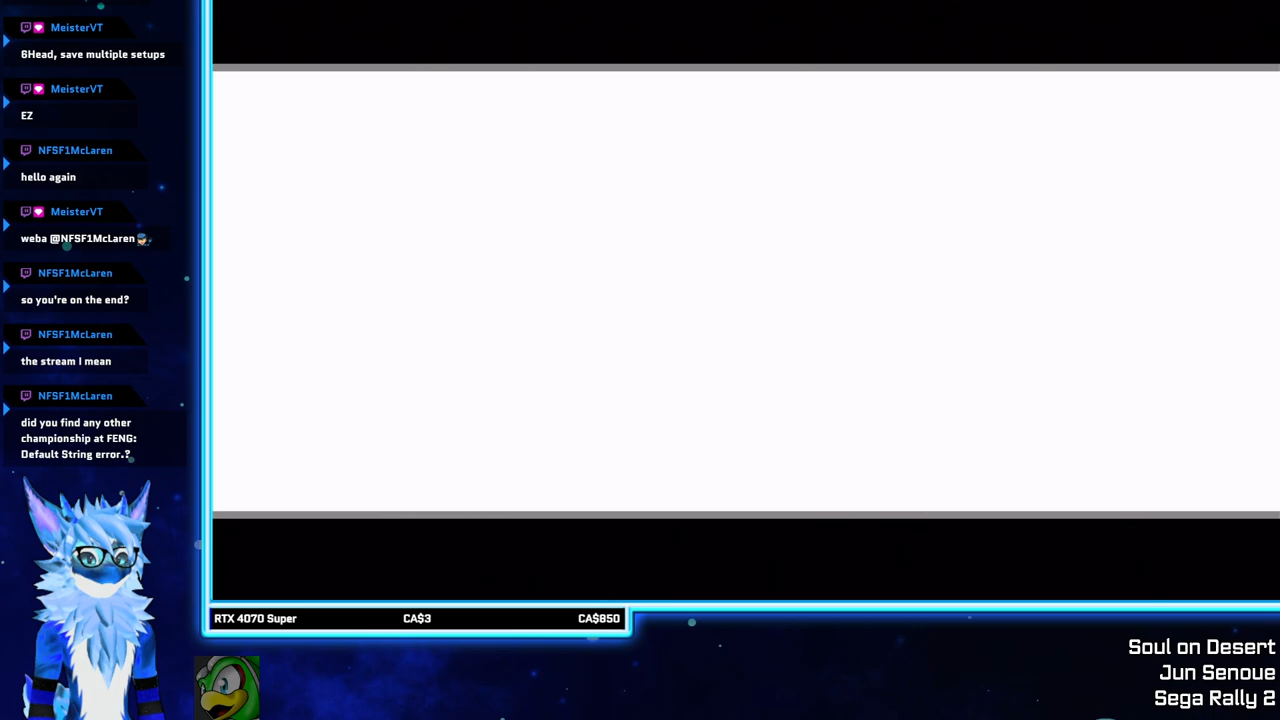 MeisterVT
6Head, save multiple setups
MeisterVT
EZ
NFSF1McLaren
hello again
MeisterVT
weba @NFSF1McLaren
NFSF1McLaren
so you're on the end?
NFSF1McLaren
the stream I mean
NFSF1McLaren
did you find any other
championship at FENG:
Default String error.?
RTX 4070 Super CA$3 CA$850
Soul on Desert
Jun Senoue
Sega Rally 2